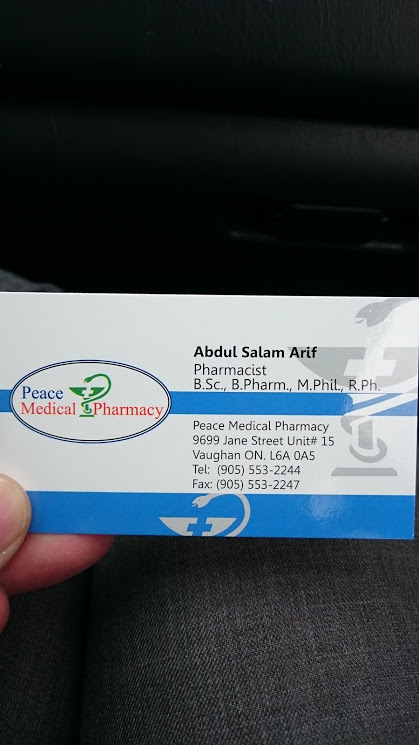 Abdul Salam Arif
Pharmacist
B.Sc., B.Pharm., M.Phil., R.Ph.
Peace
Medical Pharmacy
Peace Medical Pharmacy
9699 Jane Street Unit# 15
Vaughan ON. L6A 0A5
Tel: (905) 553-2244
Fax: (905) 553-2247